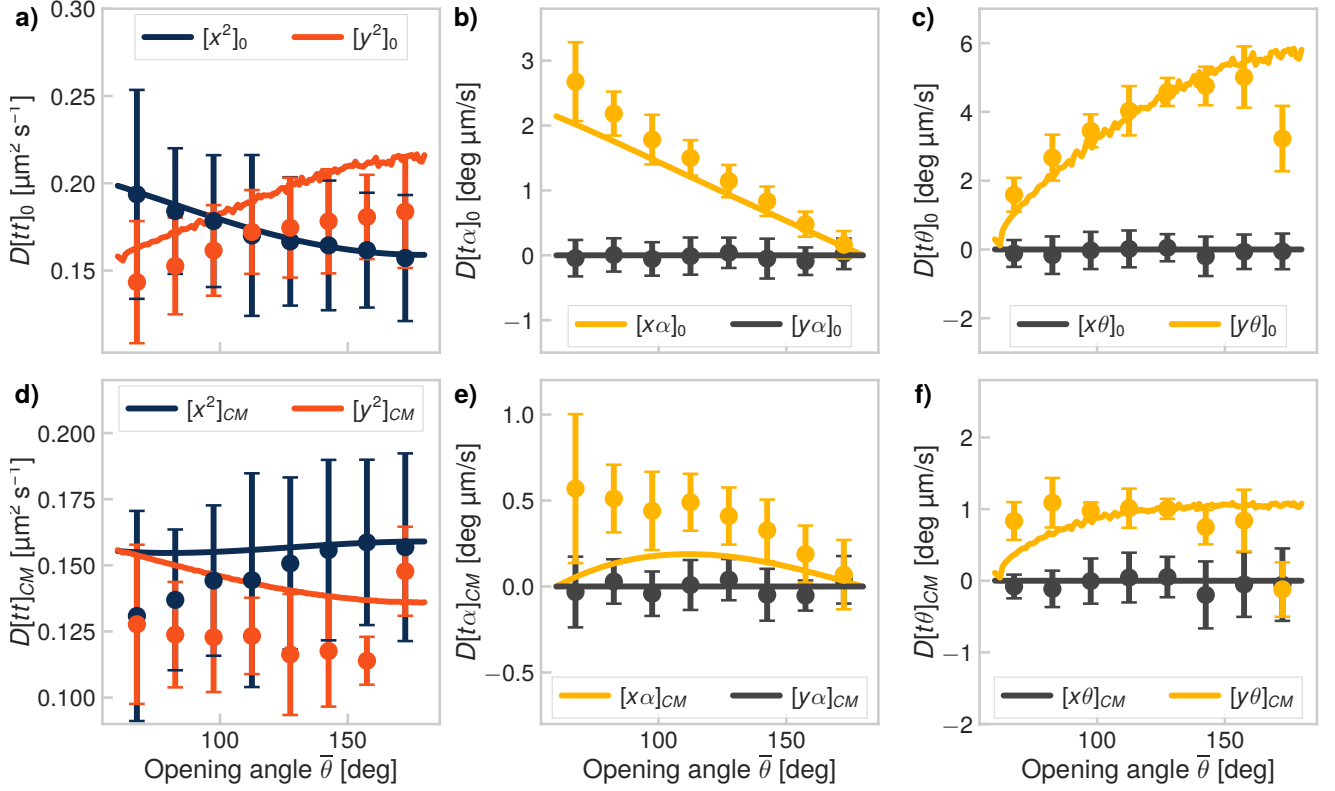 a)
[x²]₀ [y²]₀
D[tt]₀ [μm² s⁻¹]
0.30
0.25
0.20
0.15
b)
D[tα]₀ [deg μm/s]
3
2
1
0
−1
[xα]₀ [yα]₀
c)
D[tθ]₀ [deg μm/s]
6
4
2
0
−2
[xθ]₀ [yθ]₀
d)
[x²]CM [y²]CM
D[tt]CM [μm² s⁻¹]
0.200
0.175
0.150
0.125
0.100
100 150
Opening angle θ̅ [deg]
e)
D[tα]CM [deg μm/s]
1.0
0.5
0.0
−0.5
[xα]CM [yα]CM
100 150
Opening angle θ̅ [deg]
f)
D[tθ]CM [deg μm/s]
2
1
0
−1
−2
[xθ]CM [yθ]CM
100 150
Opening angle θ̅ [deg]